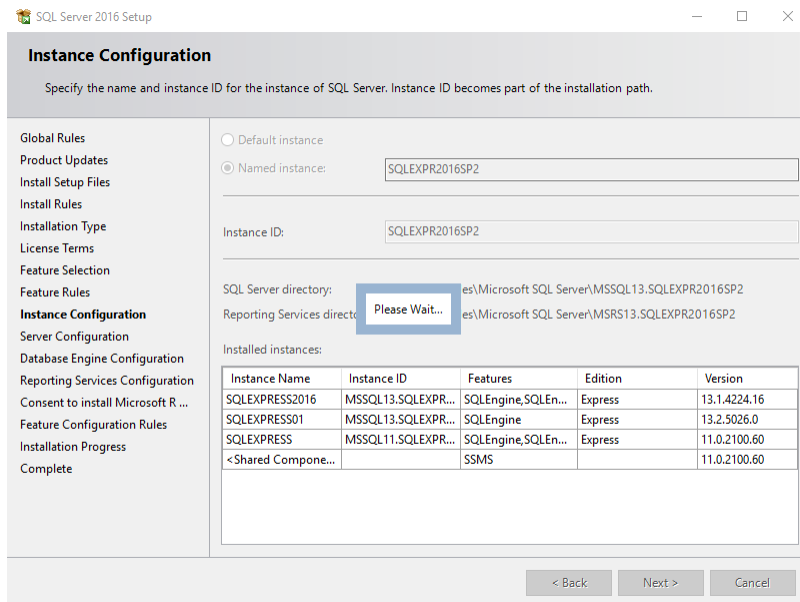 SQL Server 2016 Setup
Instance Configuration
Specify the name and instance ID for the instance of SQL Server. Instance ID becomes part of the installation path.
Global Rules
Product Updates
Install Setup Files
Install Rules
Installation Type
License Terms
Feature Selection
Feature Rules
Instance Configuration
Server Configuration
Database Engine Configuration
Reporting Services Configuration
Consent to install Microsoft R ...
Feature Configuration Rules
Installation Progress
Complete
Default instance
Named instance: SQLEXPR2016SP2
Instance ID: SQLEXPR2016SP2
SQL Server directory: es\Microsoft SQL Server\MSSQL13.SQLEXPR2016SP2
Please Wait...
Reporting Services directo es\Microsoft SQL Server\MSRS13.SQLEXPR2016SP2
Installed instances:
Instance Name Instance ID Features Edition Version
SQLEXPRESS2016 MSSQL13.SQLEXPR... SQLEngine,SQLEn... Express 13.1.4224.16
SQLEXPRESS01 MSSQL13.SQLEXPR... SQLEngine Express 13.2.5026.0
SQLEXPRESS MSSQL11.SQLEXPR... SQLEngine,SQLEn... Express 11.0.2100.60
<Shared Compone... SSMS 11.0.2100.60
< Back Next > Cancel